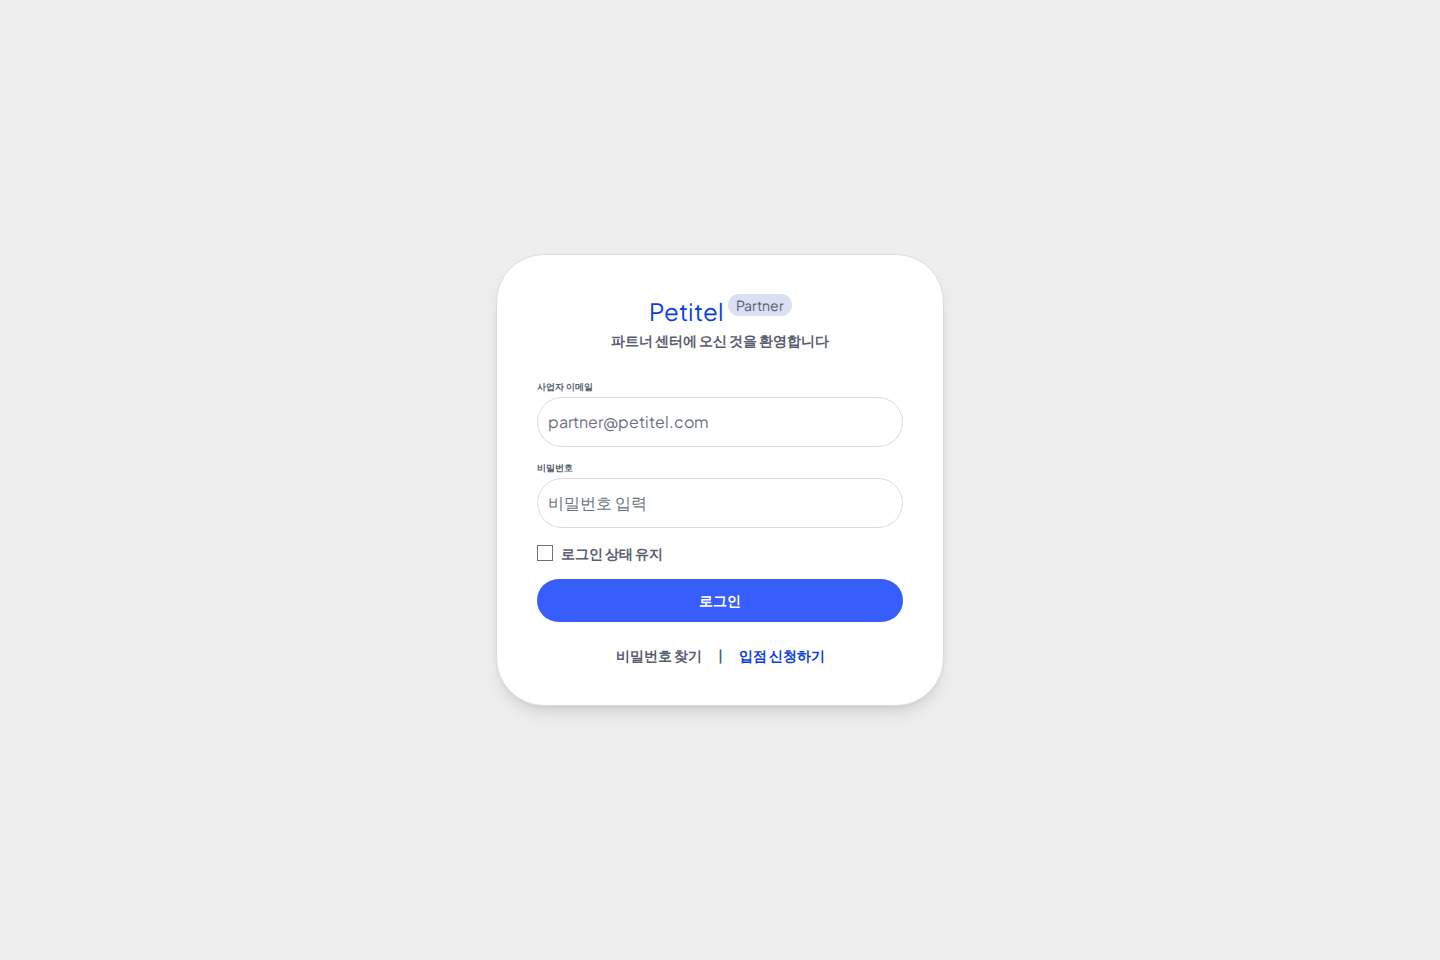 Petitel Partner
파트너 센터에 오신 것을 환영합니다
사업자 이메일
partner@petitel.com
비밀번호
비밀번호 입력
로그인 상태 유지
로그인
비밀번호 찾기 | 입점 신청하기